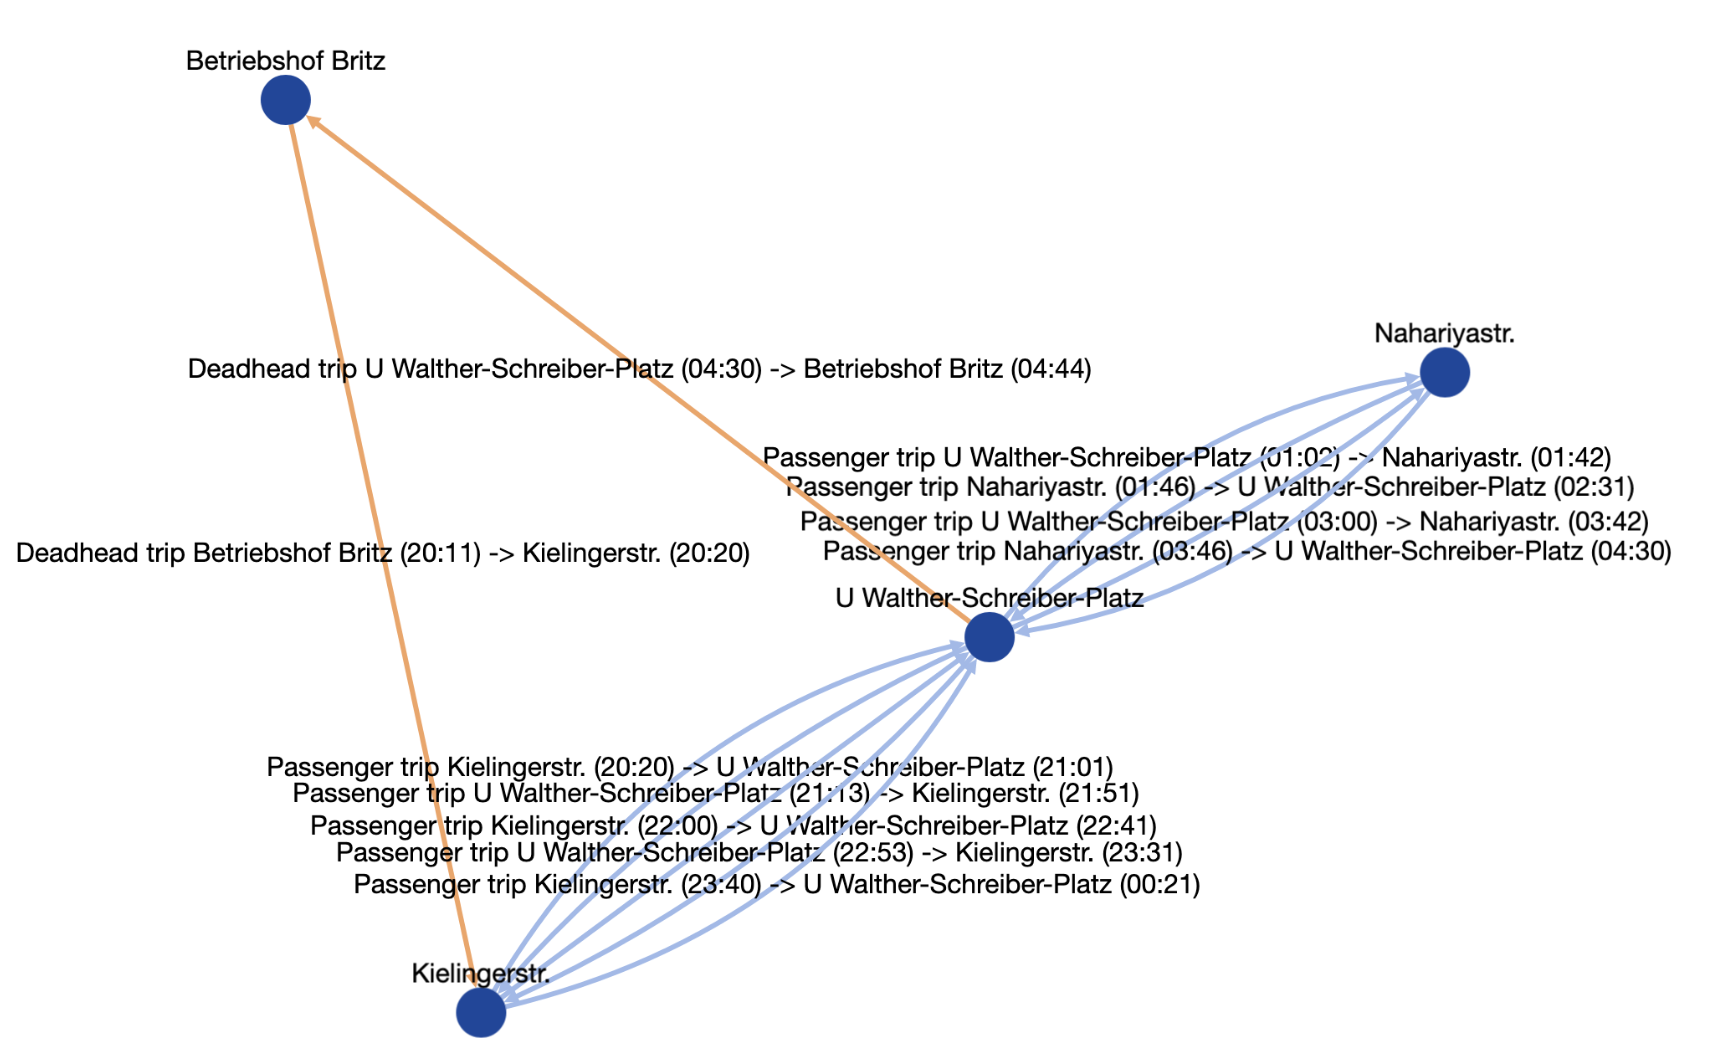 Betriebshof Britz
Nahariyastr.
Deadhead trip U Walther-Schreiber-Platz (04:30) -> Betriebshof Britz (04:44)
Passenger trip U Walther-Schreiber-Platz (01:02) -> Nahariyastr. (01:42)
Passenger trip Nahariyastr. (01:46) -> U Walther-Schreiber-Platz (02:31)
Passenger trip U Walther-Schreiber-Platz (03:00) -> Nahariyastr. (03:42)
Passenger trip Nahariyastr. (03:46) -> U Walther-Schreiber-Platz (04:30)
Deadhead trip Betriebshof Britz (20:11) -> Kielingerstr. (20:20)
U Walther-Schreiber-Platz
Passenger trip Kielingerstr. (20:20) -> U Walther-Schreiber-Platz (21:01)
Passenger trip U Walther-Schreiber-Platz (21:13) -> Kielingerstr. (21:51)
Passenger trip Kielingerstr. (22:00) -> U Walther-Schreiber-Platz (22:41)
Passenger trip U Walther-Schreiber-Platz (22:53) -> Kielingerstr. (23:31)
Passenger trip Kielingerstr. (23:40) -> U Walther-Schreiber-Platz (00:21)
Kielingerstr.